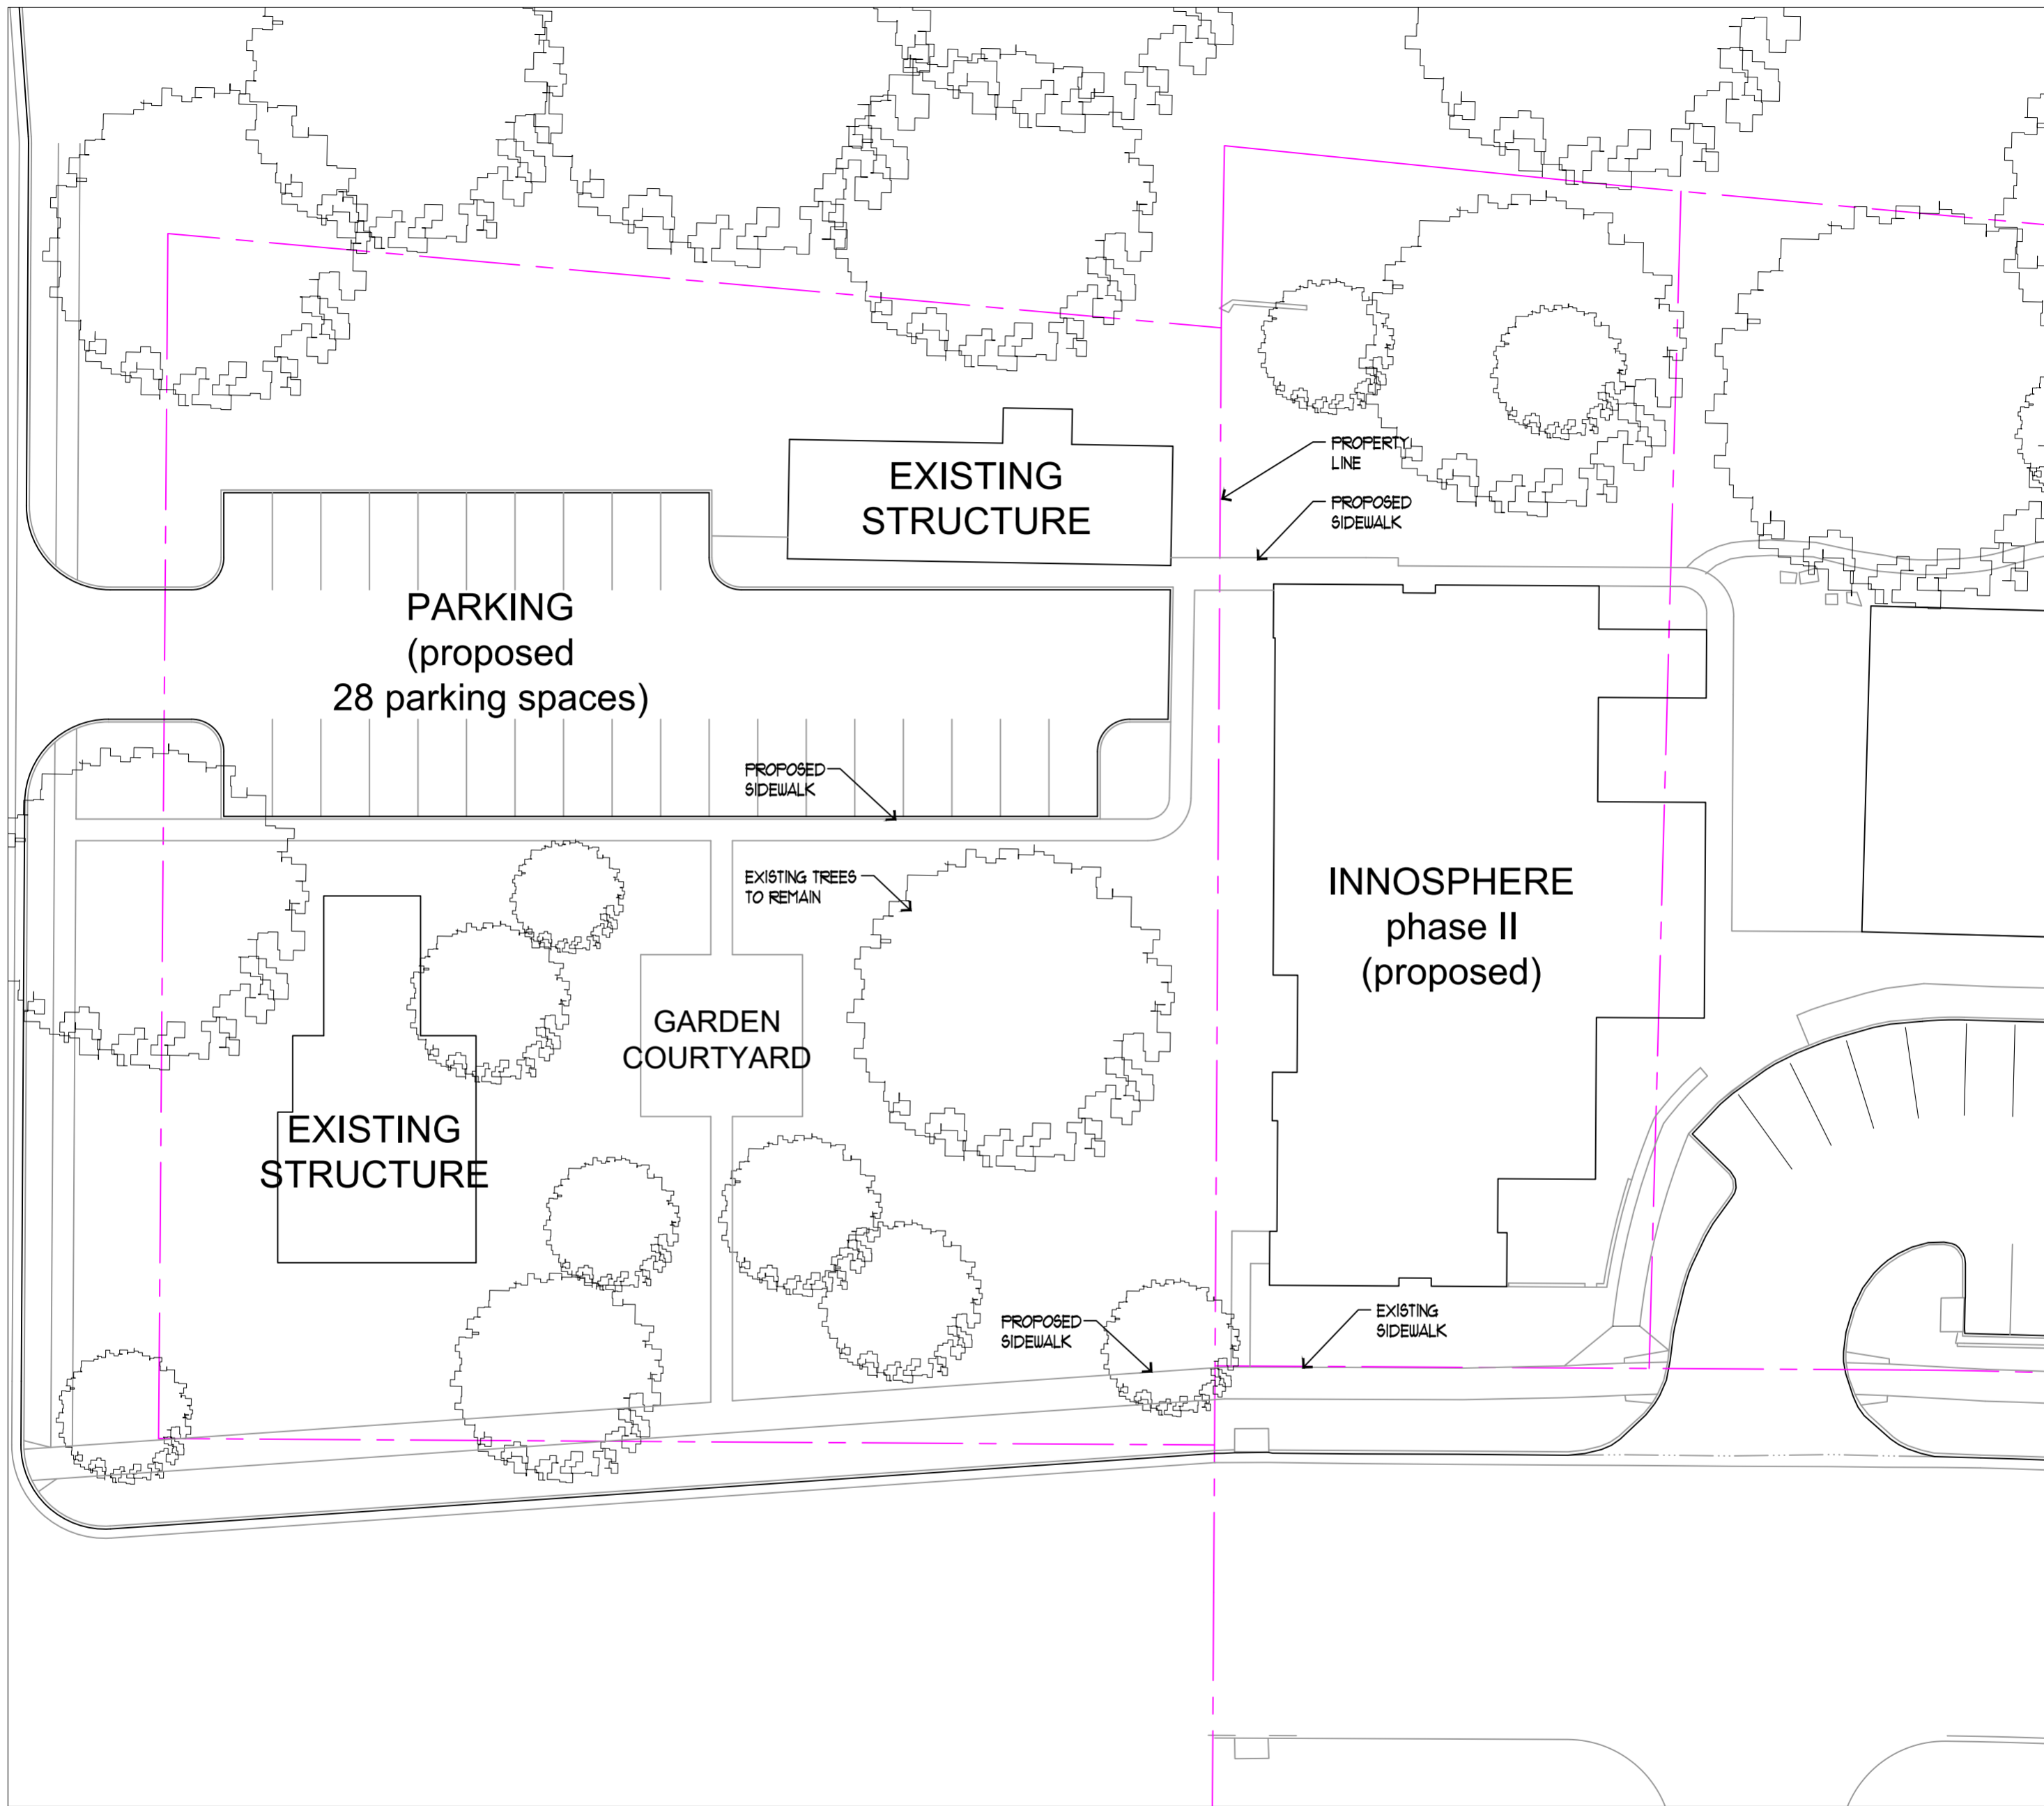 EXISTING
STRUCTURE
PROPERTY
LINE
PROPOSED
SIDEWALK
PARKING
(proposed
28 parking spaces)
PROPOSED
SIDEWALK
EXISTING TREES
TO REMAIN
INNOSPHERE
phase II
(proposed)
GARDEN
COURTYARD
EXISTING
STRUCTURE
PROPOSED
SIDEWALK
EXISTING
SIDEWALK